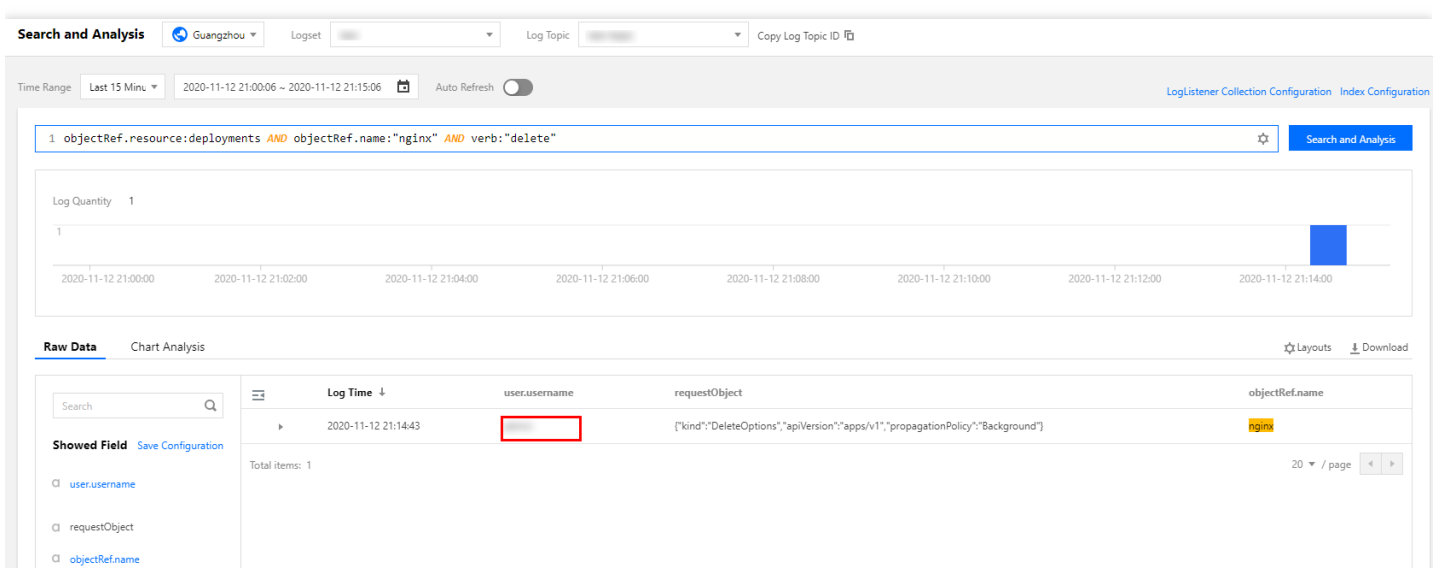 Search and Analysis Guangzhou Logset Log Topic Copy Log Topic ID
Time Range Last 15 Minu 2020-11-12 21:00:06 ~ 2020-11-12 21:15:06 Auto Refresh
LogListener Collection Configuration Index Configuration
1 objectRef.resource:deployments AND objectRef.name:"nginx" AND verb:"delete" Search and Analysis
Log Quantity 1
1
2020-11-12 21:00:00 2020-11-12 21:02:00 2020-11-12 21:04:00 2020-11-12 21:06:00 2020-11-12 21:08:00 2020-11-12 21:10:00 2020-11-12 21:12:00 2020-11-12 21:14:00
Raw Data Chart Analysis Layouts Download
Search
Log Time ↓ user.username requestObject objectRef.name
2020-11-12 21:14:43 {"kind":"DeleteOptions","apiVersion":"apps/v1","propagationPolicy":"Background"} nginx
Showed Field Save Configuration
Total items: 1 20 / page
a user.username
a requestObject
a objectRef.name